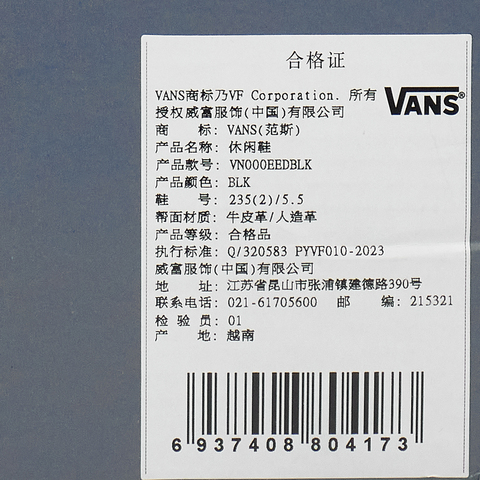 合格证
VANS商标乃VF Corporation. 所有
VANS®
授权威富服饰(中国)有限公司
商 标: VANS(范斯)
产品名称: 休闲鞋
产品款号: VN000EEDBLK
产品颜色: BLK
鞋 号: 235(2)/5.5
帮面材质: 牛皮革/人造革
产品等级: 合格品
执行标准: Q/320583 PYVF010-2023
威富服饰(中国)有限公司
地 址: 江苏省昆山市张浦镇建德路390号
联系电话: 021-61705600 邮 编: 215321
检 验 员: 01
产 地: 越南
6 937408 804173